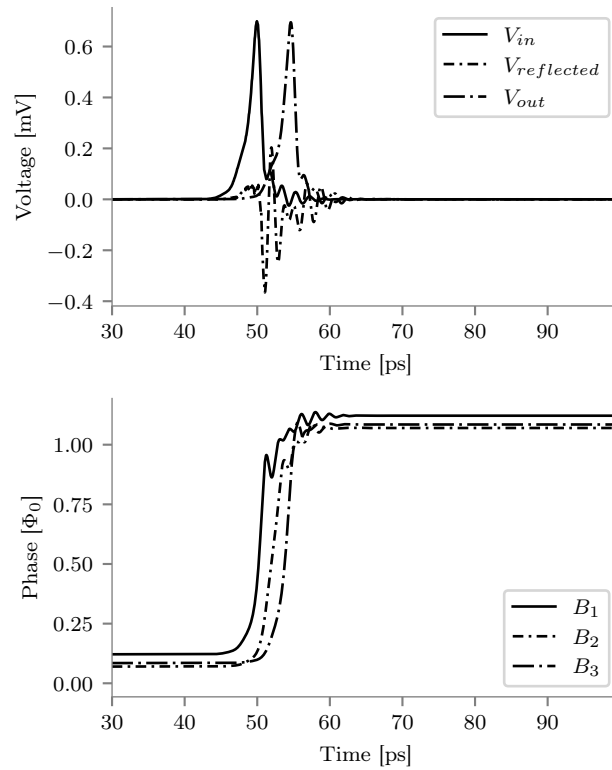 0.6
0.4
0.2
0.0
−0.2
−0.4
Voltage [mV]
V_in
V_reflected
V_out
30 40 50 60 70 80 90
Time [ps]
1.00
0.75
0.50
0.25
0.00
Phase [Φ₀]
B₁
B₂
B₃
30 40 50 60 70 80 90
Time [ps]